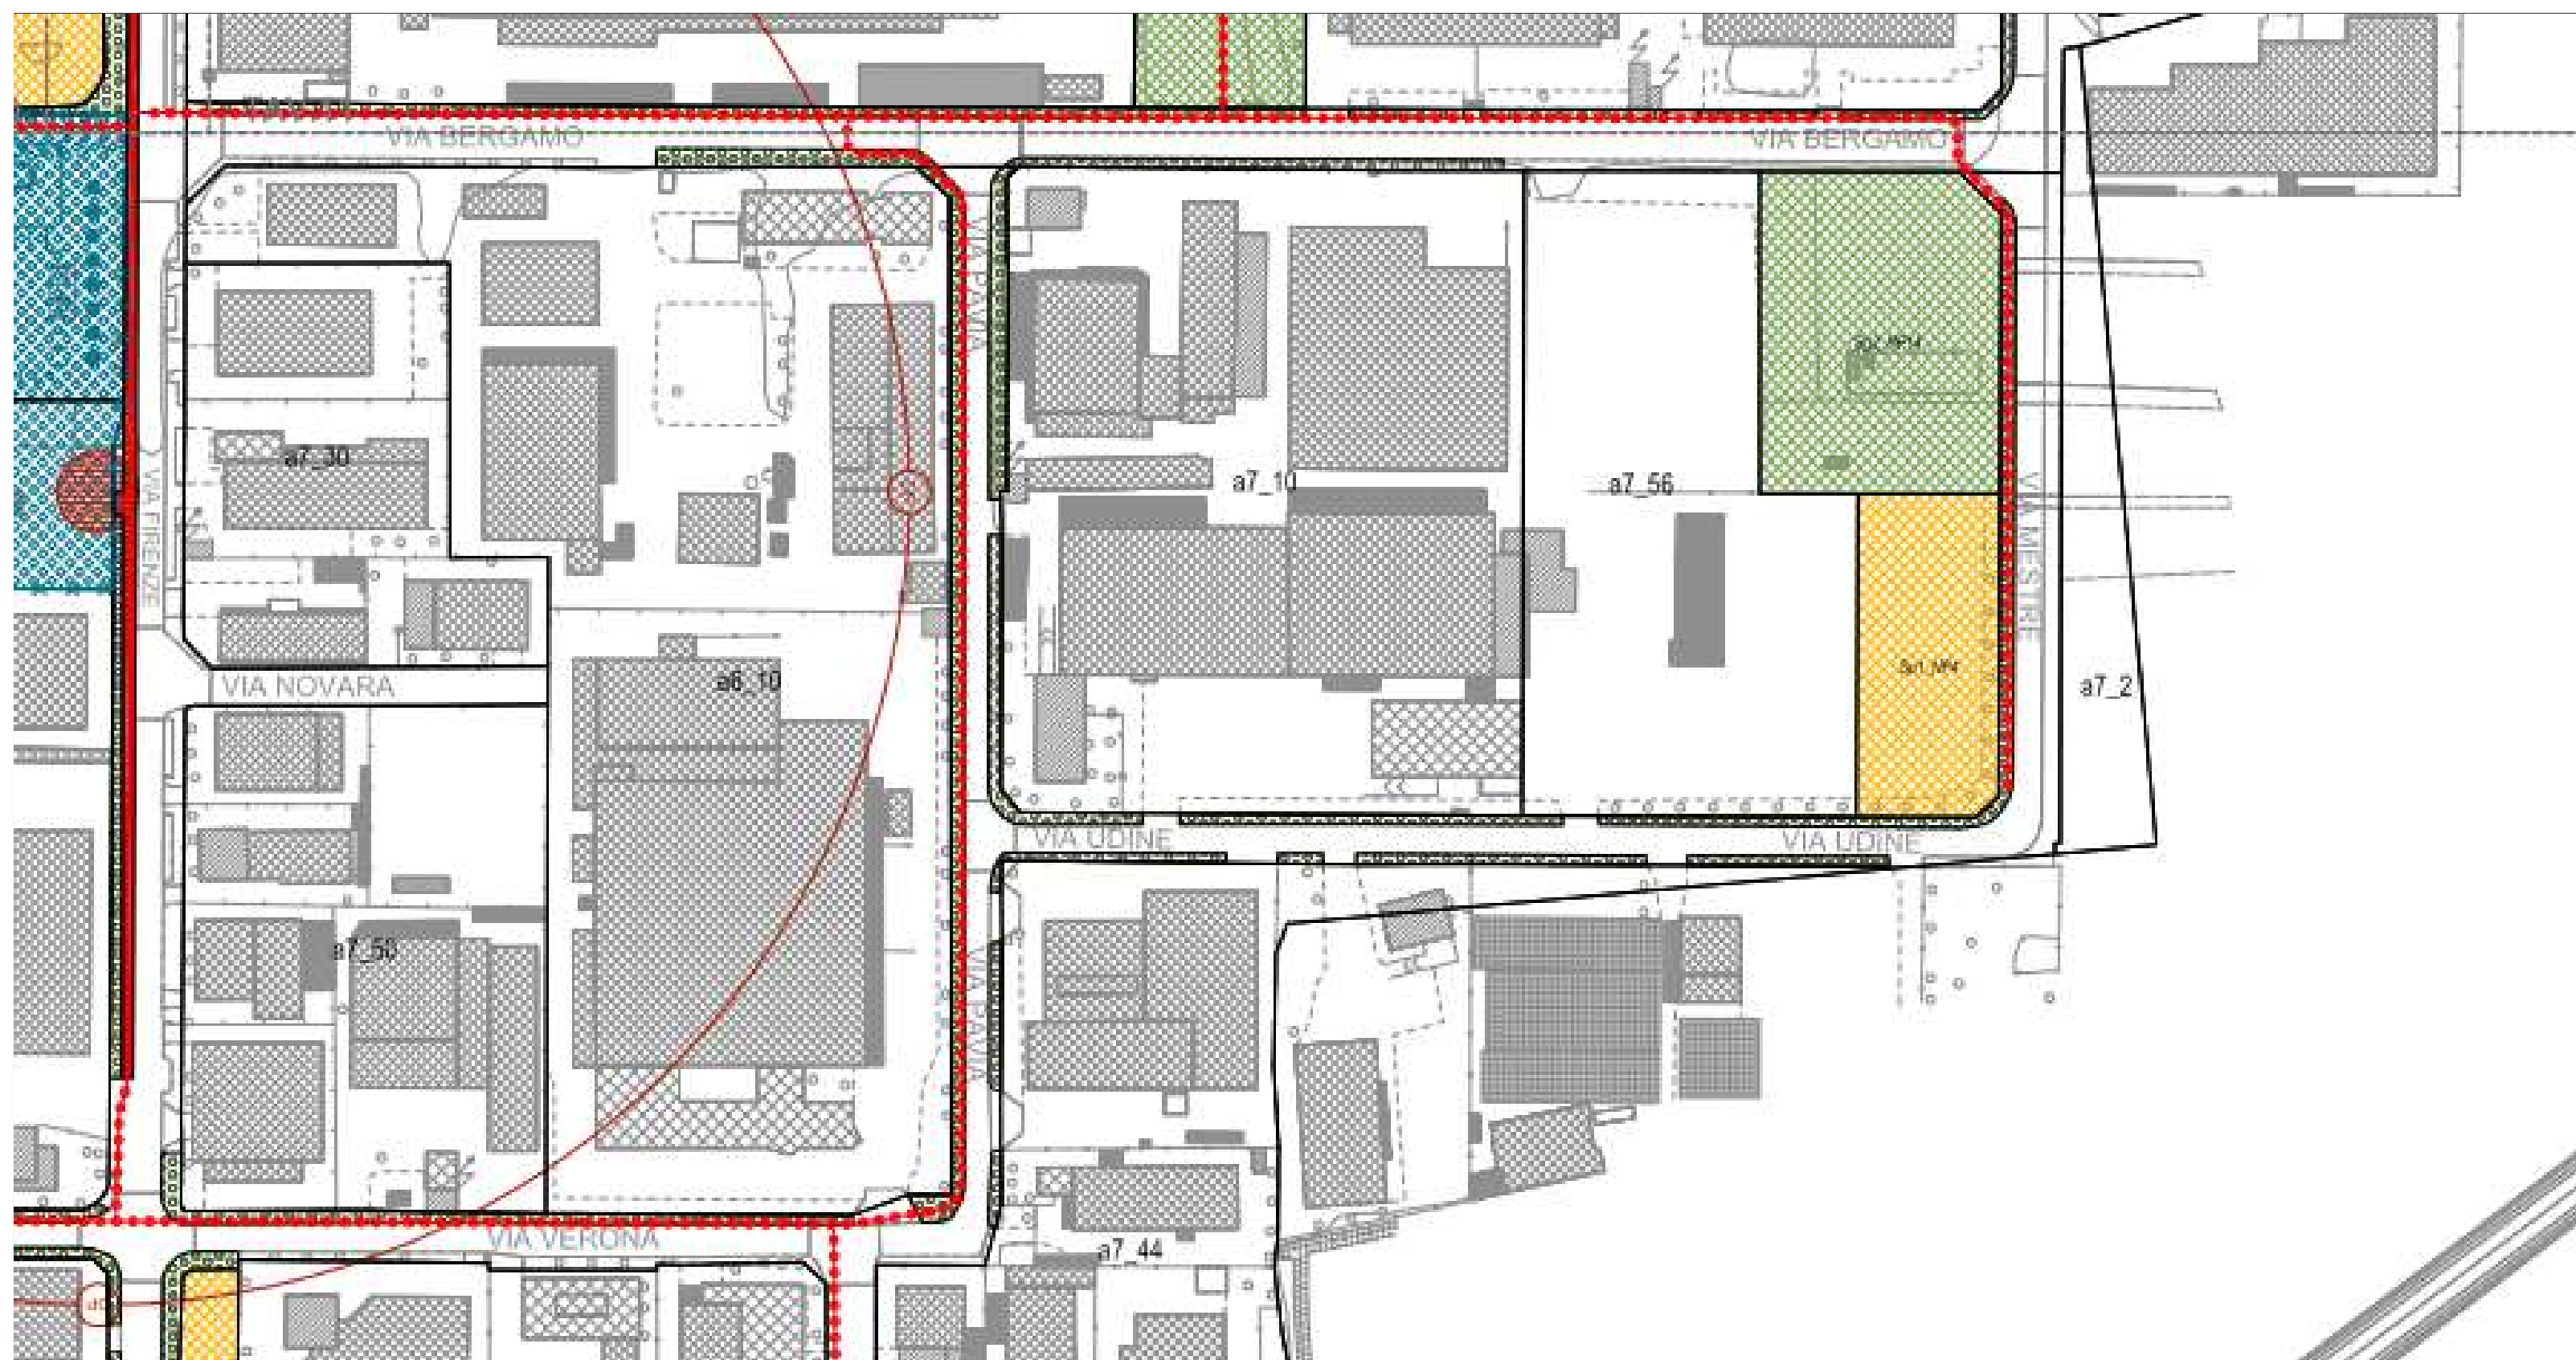 VIA BERGAMO
VIA BERGAMO
VIA PAVIA
a7_30
a7_10
a7_56
VIA FIRENZE
VIA MESTRE
VIA NOVARA
a6_10
a7_2
VIA UDINE
VIA UDINE
a7_50
VIA PAVIA
VIA VERONA
a7_44